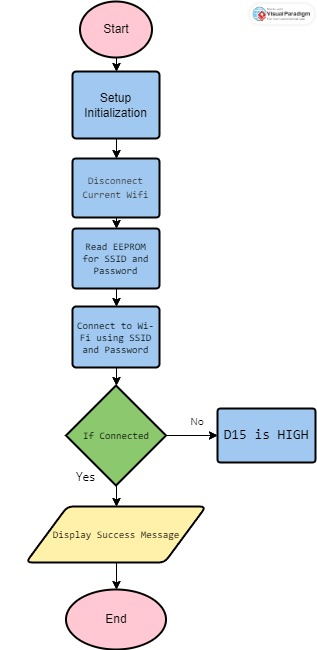 Start
Visual Paradigm
Setup
Initialization
Disconnect
Current Wifi
Read EEPROM
for SSID and
Password
Connect to Wi-
Fi using SSID
and Password
If Connected
No
D15 is HIGH
Yes
Display Success Message
End